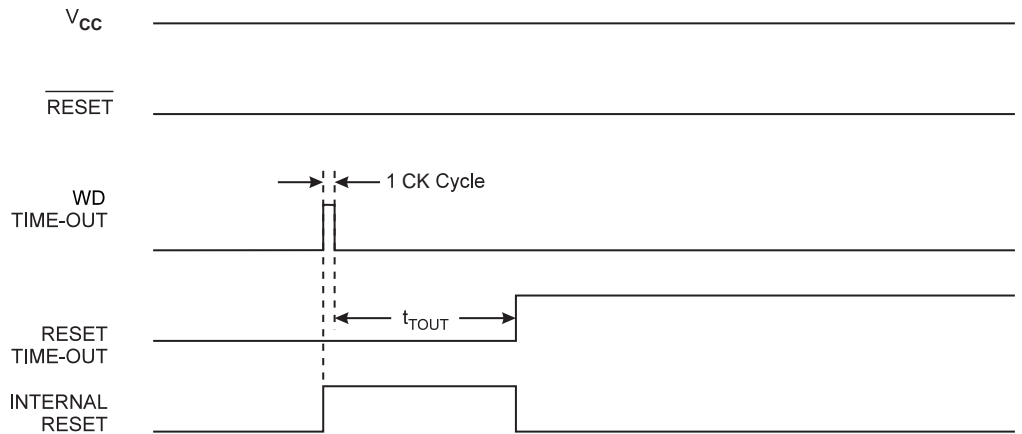 VCC
RESET
1 CK Cycle
WD
TIME-OUT
tTOUT
RESET
TIME-OUT
INTERNAL
RESET